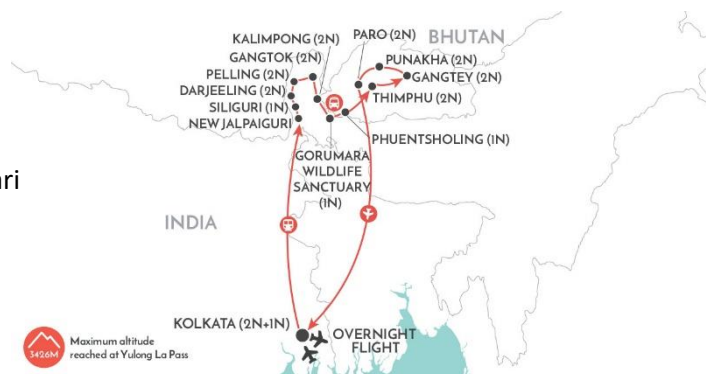 KALIMPONG (2N)
PARO (2N)
BHUTAN
GANGTOK (2N)
PUNAKHA (2N)
PELLING (2N)
GANGTEY (2N)
DARJEELING (2N)
THIMPHU (2N)
SILIGURI (1N)
NEW JALPAIGURI
PHUENTSHOLING (1N)
GORUMARA
WILDLIFE
SANCTUARY
(1N)
ri
INDIA
KOLKATA (2N+1N)
OVERNIGHT
FLIGHT
3426M
Maximum altitude
reached at Yulong La Pass